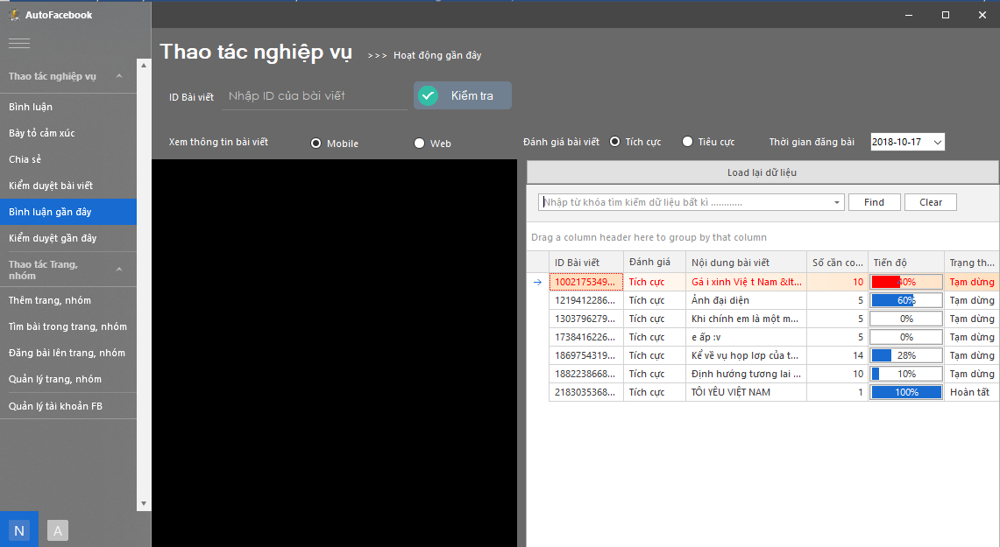 AutoFacebook
Thao tác nghiệp vụ
Bình luận
Bày tỏ cảm xúc
Chia sẻ
Kiểm duyệt bài viết
Bình luận gần đây
Kiểm duyệt gần đây
Thao tác Trang,
nhóm
Thêm trang, nhóm
Tìm bài trong trang, nhóm
Đăng bài lên trang, nhóm
Quản lý trang, nhóm
Quản lý tài khoản FB
N A
Thao tác nghiệp vụ >>> Hoạt động gần đây
ID Bài viết Nhập ID của bài viết Kiểm tra
Xem thông tin bài viết Mobile Web
Đánh giá bài viết Tích cực Tiêu cực Thời gian đăng bài 2018-10-17
Load lại dữ liệu
Nhập từ khóa tìm kiếm dữ liệu bất kì ............ Find Clear
Drag a column header here to group by that column
ID Bài viết Đánh giá Nội dung bài viết Số cần co... Tiến độ Trạng th...
1002175349... Tích cực Gá i xinh Việ t Nam &lt... 10 40% Tạm dừng
1219412286... Tích cực Ảnh đại diện 5 60% Tạm dừng
1303796279... Tích cực Khi chính em là một m... 5 0% Tạm dừng
1738416226... Tích cực e ấp :v 5 0% Tạm dừng
1869754319... Tích cực Kể về vụ họp lơp của t... 14 28% Tạm dừng
1882238668... Tích cực Định hướng tương lai ... 10 10% Tạm dừng
2183035368... Tích cực TÔI YÊU VIỆT NAM 1 100% Hoàn tất